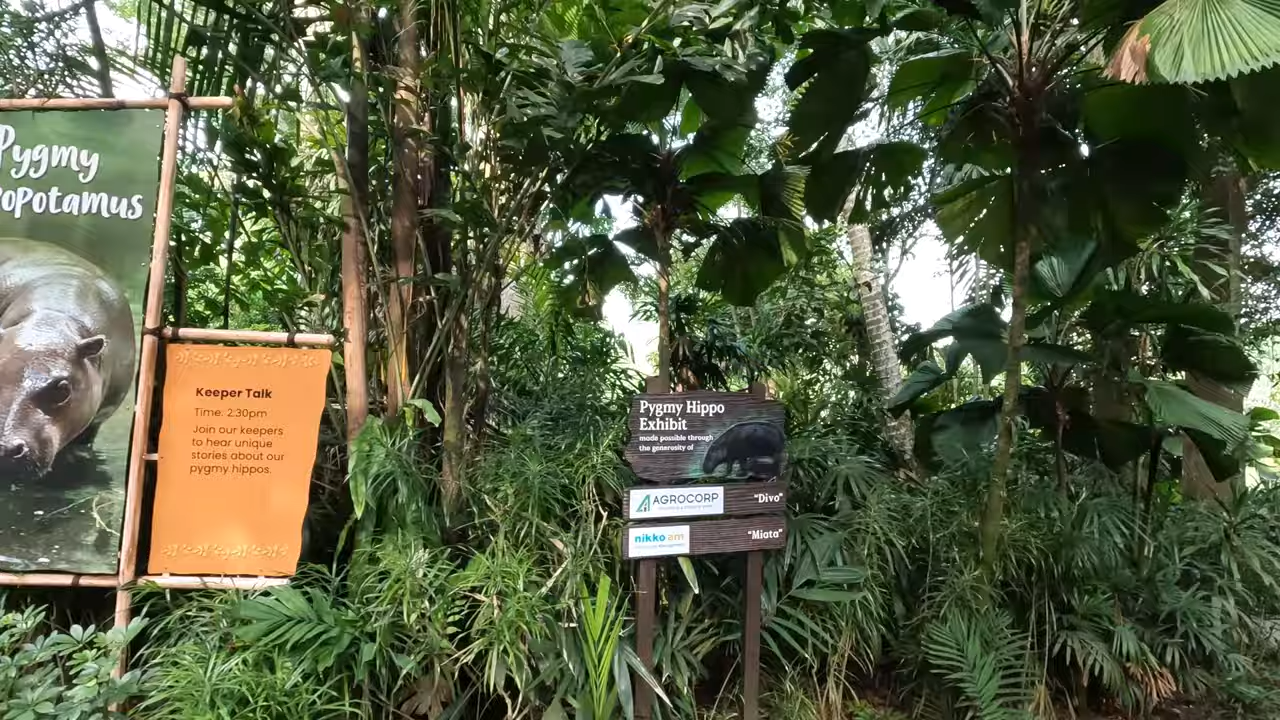 Pygmy
opotamus
Keeper Talk
Time: 2:30pm
Join our keepers
to hear unique
stories about our
pygmy hippos.
Pygmy Hippo
Exhibit
made possible through
the generosity of
AGROCORP
"Divo"
nikko am
"Miata"